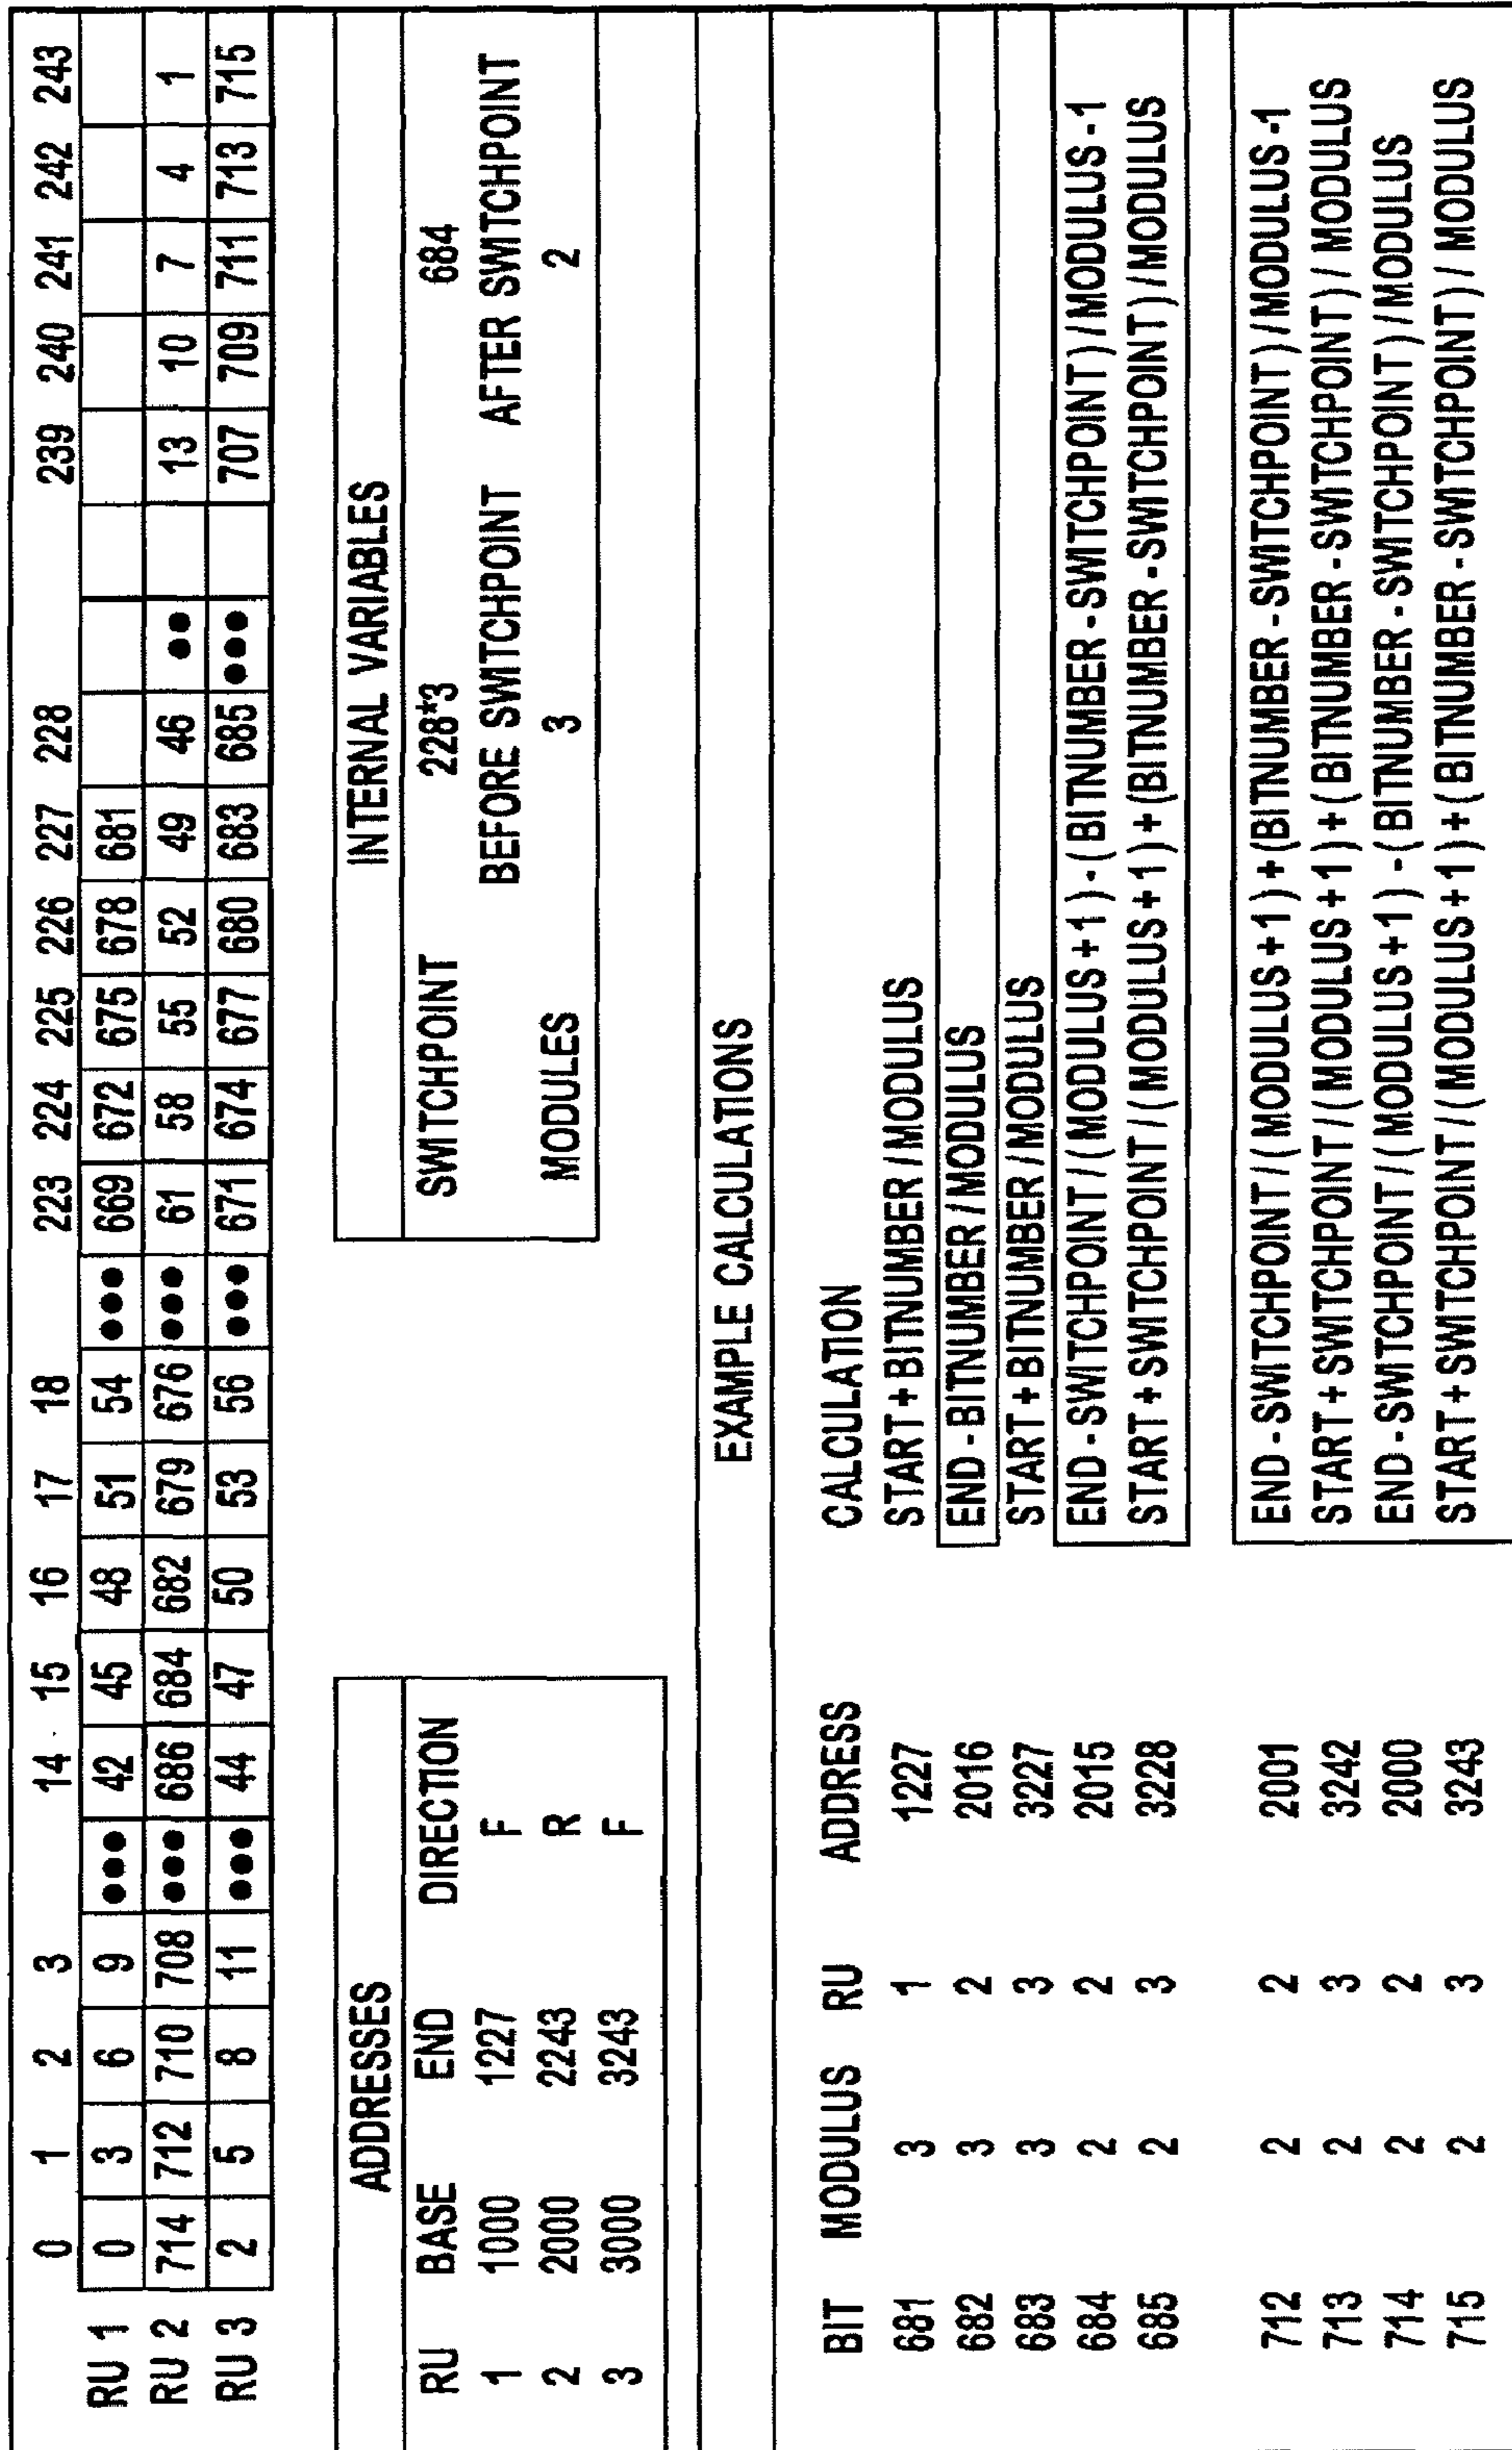 0 1 2 3 14 15 16 17 18 223 224 225 226 227 228 239 240 241 242 243
RU 1 0 3 6 9 ●●● 42 45 48 51 54 ●●● 669 672 675 678 681
RU 2 714 712 710 708 ●●● 686 684 682 679 676 ●●● 61 58 55 52 49 46 ●● 13 10 7 4 1
RU 3 2 5 8 11 ●●● 44 47 50 53 56 ●●● 671 674 677 680 683 685 ●●● 707 709 711 713 715
ADDRESSES
RU BASE END DIRECTION
1 1000 1227 F
2 2000 2243 R
3 3000 3243 F
INTERNAL VARIABLES
SWITCHPOINT 228*3 684
BEFORE SWITCHPOINT AFTER SWITCHPOINT
MODULES 3 2
EXAMPLE CALCULATIONS
BIT MODULUS RU ADDRESS CALCULATION
681 3 1 1227 START + BITNUMBER / MODULUS
682 3 2 2016 END - BITNUMBER / MODULUS
683 3 3 3227 START + BITNUMBER / MODULUS
684 2 2 2015 END - SWITCHPOINT / ( MODULUS + 1 ) - ( BITNUMBER - SWITCHPOINT ) / MODULUS - 1
685 2 3 3228 START + SWITCHPOINT / ( MODULUS + 1 ) + ( BITNUMBER - SWITCHPOINT ) / MODULUS
712 2 2 2001 END - SWITCHPOINT / ( MODULUS + 1 ) + (BITNUMBER - SWITCHPOINT ) / MODULUS -1
713 2 3 3242 START + SWITCHPOINT / ( MODULUS + 1 ) + ( BITNUMBER - SWITCHPOINT ) / MODULUS
714 2 2 2000 END - SWITCHPOINT / ( MODULUS + 1 ) - ( BITNUMBER - SWITCHPOINT ) / MODULUS
715 2 3 3243 START + SWITCHPOINT / ( MODULUS + 1 ) + ( BITNUMBER - SWITCHPOINT ) / MODULUS